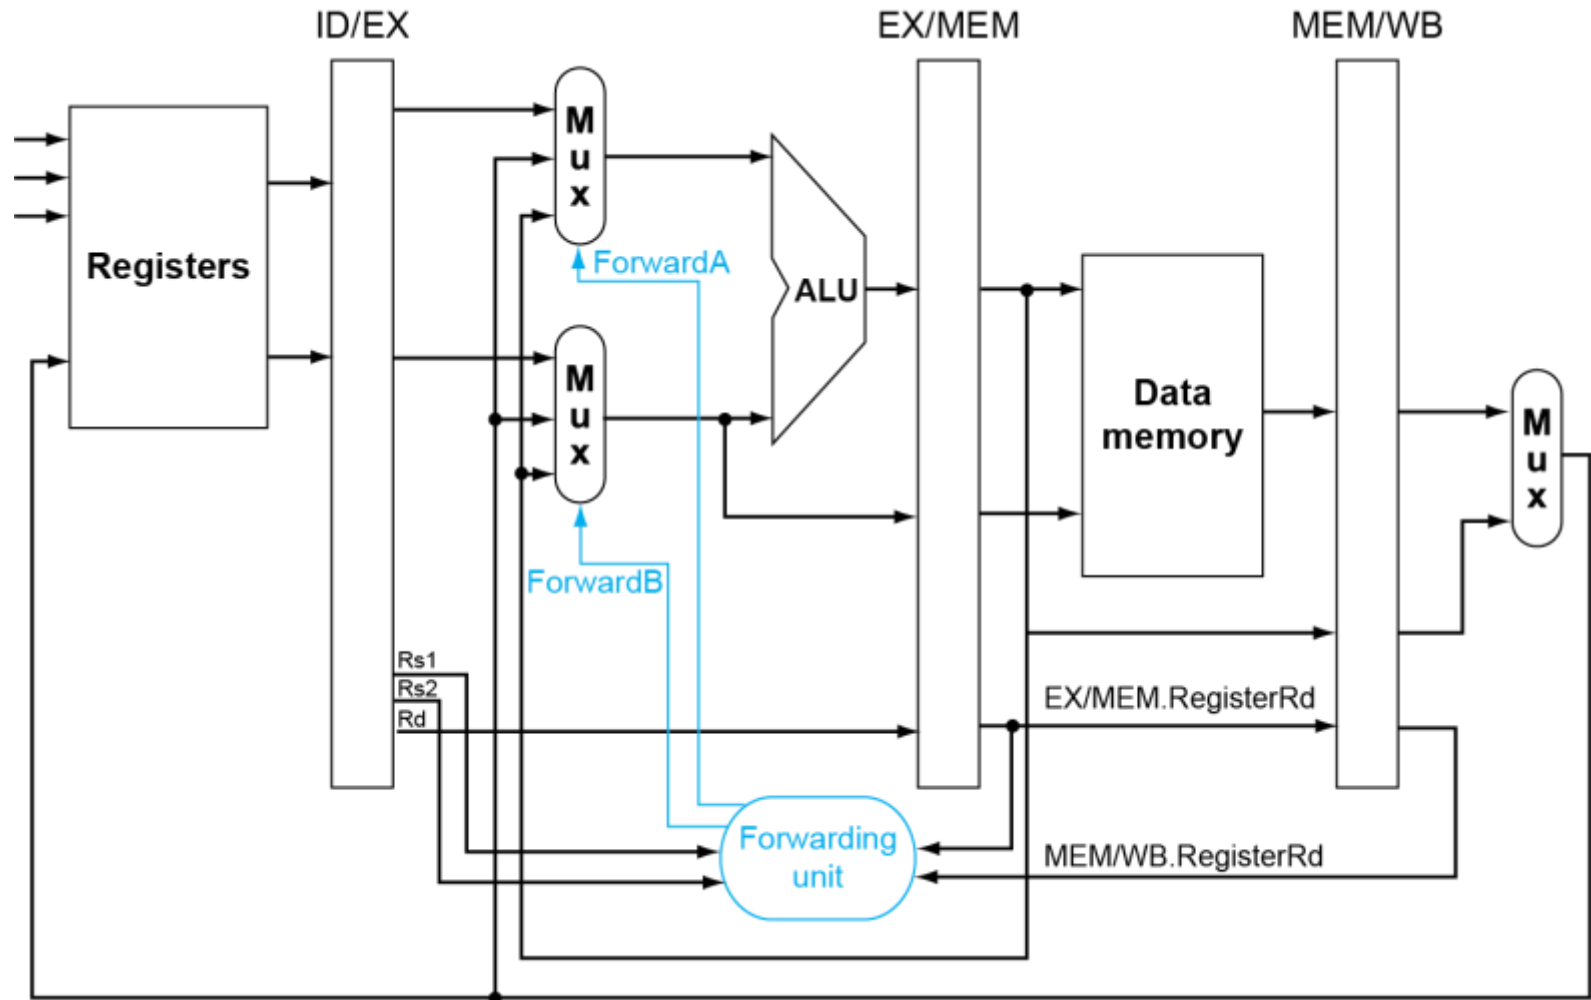 ID/EX
EX/MEM
MEM/WB
M
u
x
Registers
ForwardA
ALU
M
u
x
Data
memory
M
u
x
ForwardB
Rs1
Rs2
Rd
EX/MEM.RegisterRd
Forwarding
unit
MEM/WB.RegisterRd